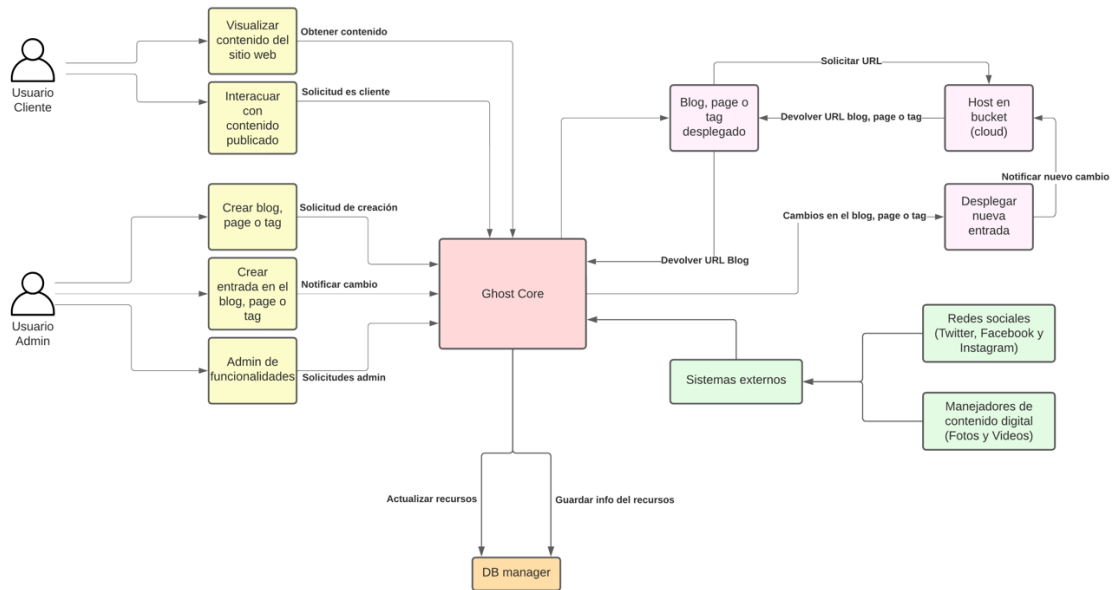 Visualizar
contenido del
sitio web
Obtener contenido
Usuario
Cliente
Interacuar
con
contenido
publicado
Solicitud es cliente
Crear blog,
page o tag
Solicitud de creación
Usuario
Admin
Crear
entrada en el
blog, page o
tag
Notificar cambio
Admin de
funcionalidades
Solicitudes admin
Ghost Core
Blog, page o
tag
desplegado
Solicitar URL
Devolver URL blog, page o tag
Host en
bucket
(cloud)
Notificar nuevo cambio
Desplegar
nueva
entrada
Cambios en el blog, page o tag
Devolver URL Blog
Sistemas externos
Redes sociales
(Twitter, Facebook y
Instagram)
Manejadores de
contenido digital
(Fotos y Videos)
Actualizar recursos
Guardar info del recursos
DB manager